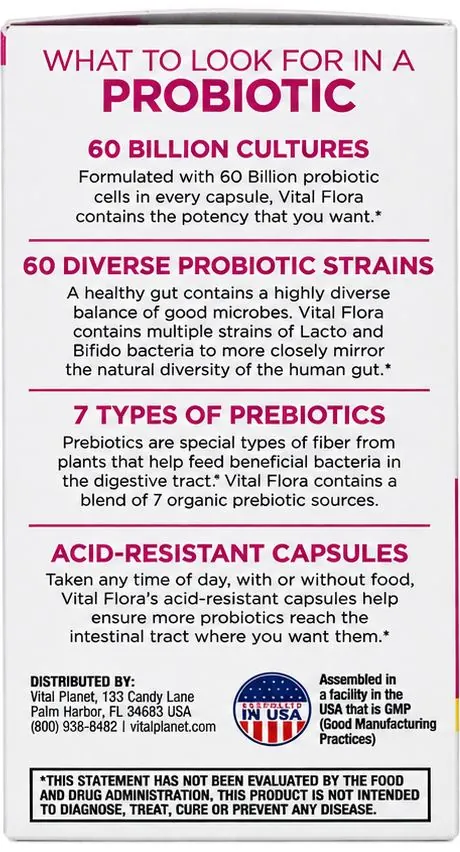 WHAT TO LOOK FOR IN A
PROBIOTIC
60 BILLION CULTURES
Formulated with 60 Billion probiotic
cells in every capsule, Vital Flora
contains the potency that you want.*
60 DIVERSE PROBIOTIC STRAINS
A healthy gut contains a highly diverse
balance of good microbes. Vital Flora
contains multiple strains of Lacto and
Bifido bacteria to more closely mirror
the natural diversity of the human gut.*
7 TYPES OF PREBIOTICS
Prebiotics are special types of fiber from
plants that help feed beneficial bacteria in
the digestive tract.* Vital Flora contains a
blend of 7 organic prebiotic sources.
ACID-RESISTANT CAPSULES
Taken any time of day, with or without food,
Vital Flora's acid-resistant capsules help
ensure more probiotics reach the
intestinal tract where you want them.*
DISTRIBUTED BY:
Vital Planet, 133 Candy Lane
Palm Harbor, FL 34683 USA
(800) 938-8482 | vitalplanet.com
IN USA
Assembled in
a facility in the
USA that is GMP
(Good Manufacturing
Practices)
*THIS STATEMENT HAS NOT BEEN EVALUATED BY THE FOOD
AND DRUG ADMINISTRATION, THIS PRODUCT IS NOT INTENDED
TO DIAGNOSE, TREAT, CURE OR PREVENT ANY DISEASE.